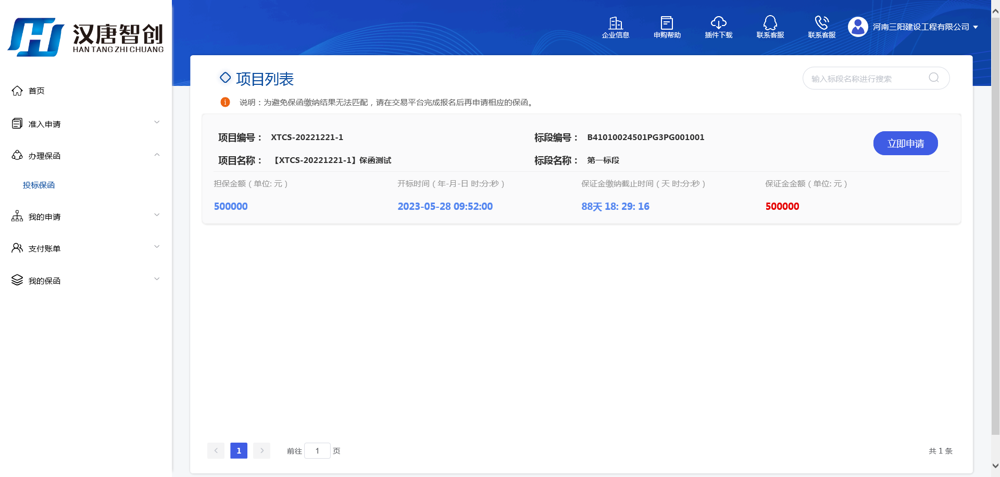 汉唐智创
HAN TANG ZHI CHUANG
企业信息
申购帮助
插件下载
联系客服
联系客服
河南三阳建设工程有限公司
首页
准入申请
办理保函
投标保函
我的申请
支付账单
我的保函
项目列表
输入标段名称进行搜索
说明：为避免保函缴纳结果无法匹配，请在交易平台完成报名后再申请相应的保函。
项目编号： XTCS-20221221-1
标段编号： B41010024501PG3PG001001
立即申请
项目名称： 【XTCS-20221221-1】保函测试
标段名称： 第一标段
担保金额（单位: 元）
开标时间（年-月-日 时:分:秒）
保证金缴纳截止时间（天 时:分:秒）
保证金金额（单位: 元）
500000
2023-05-28 09:52:00
88天 18: 29: 16
500000
1
前往 1 页
共 1 条